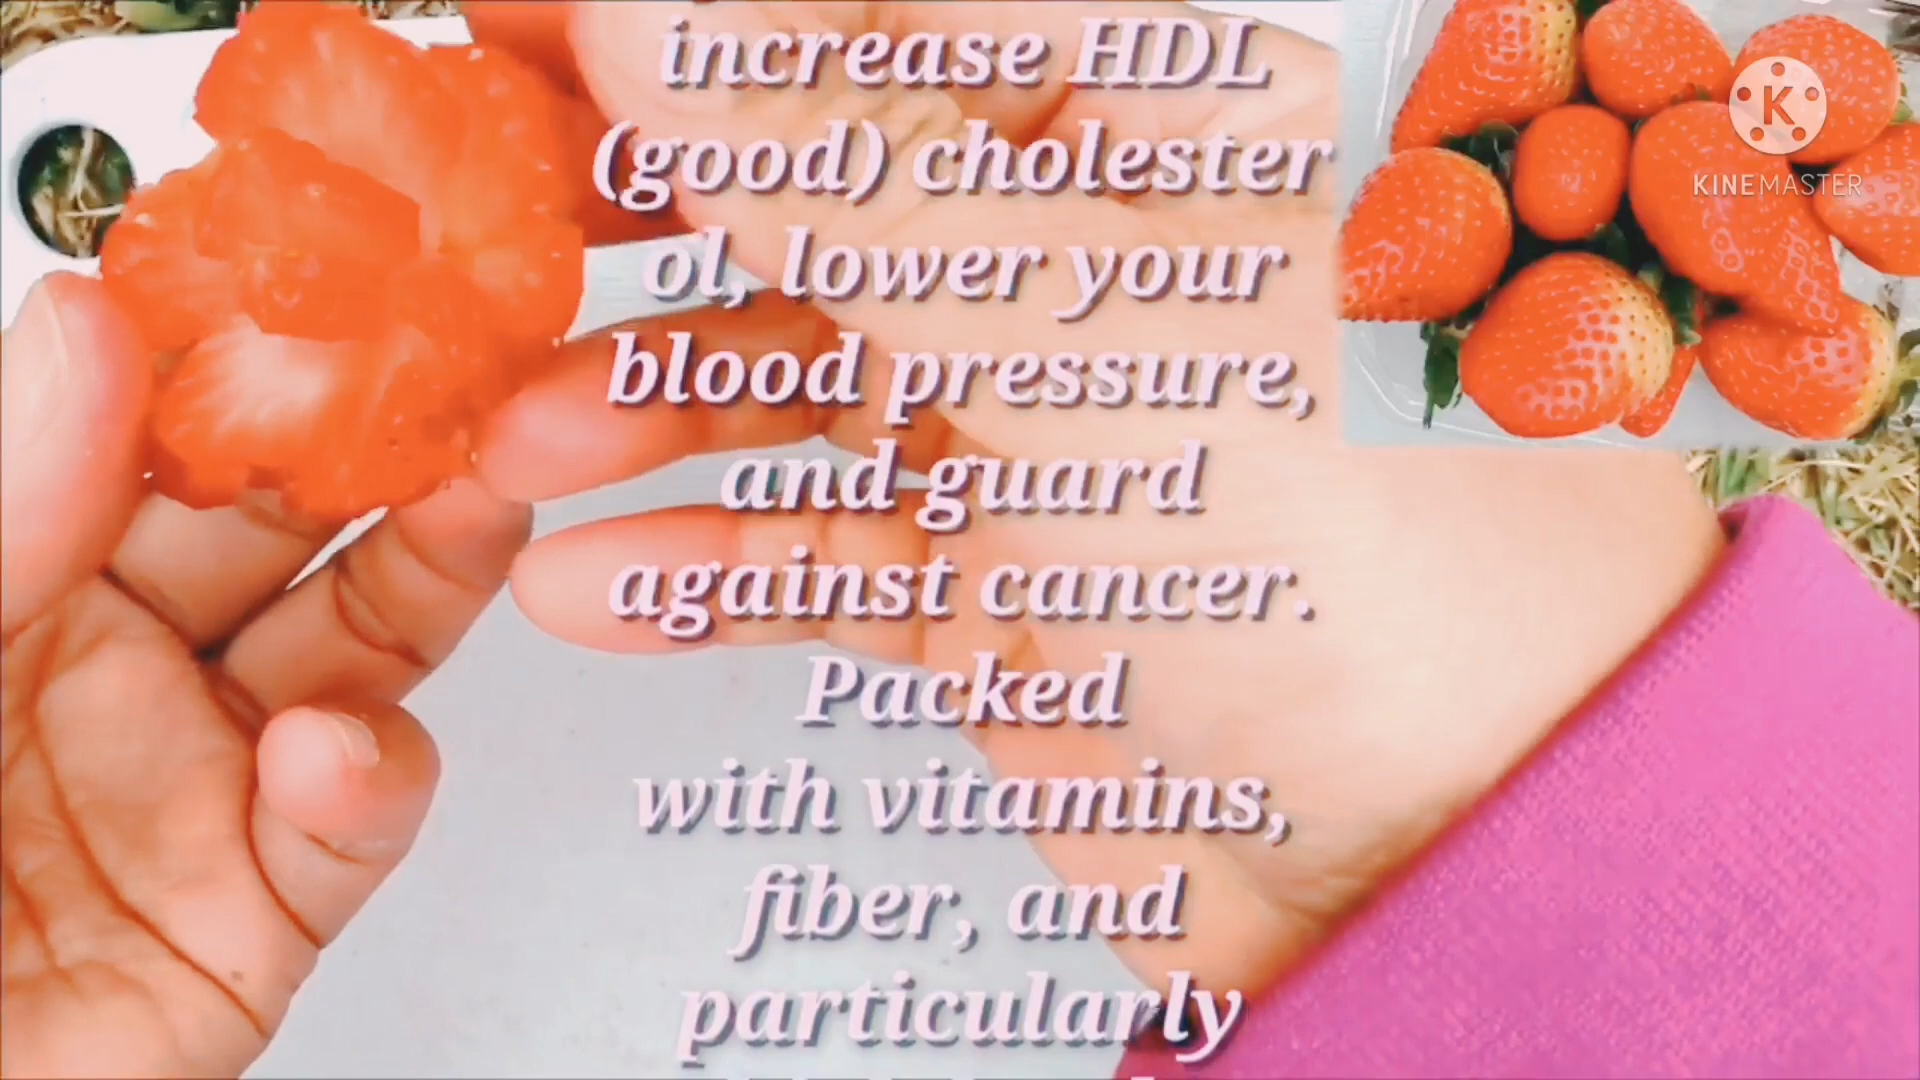 increase HDL
(good) cholester
ol, lower your
blood pressure,
and guard
against cancer.
Packed
with vitamins,
fiber, and
particularly
K
KINEMASTER